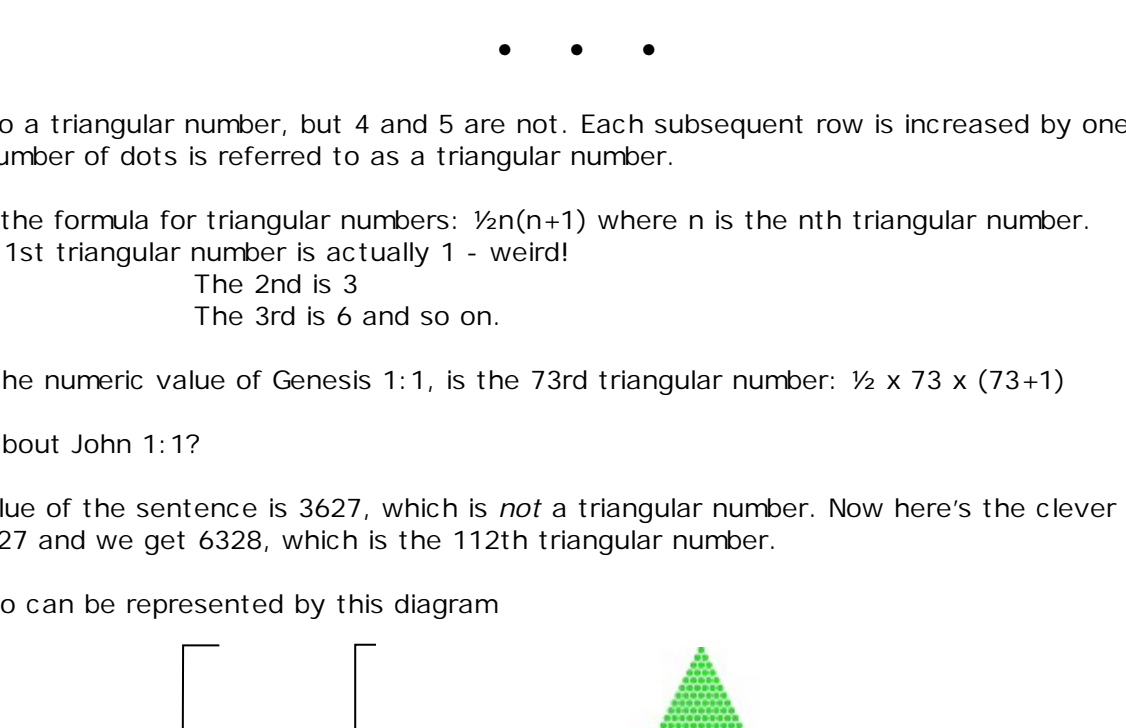 o a triangular number, but 4 and 5 are not. Each subsequent row is increased by one
umber of dots is referred to as a triangular number.
the formula for triangular numbers: ½n(n+1) where n is the nth triangular number.
1st triangular number is actually 1 - weird!
The 2nd is 3
The 3rd is 6 and so on.
he numeric value of Genesis 1:1, is the 73rd triangular number: ½ x 73 x (73+1)
bout John 1:1?
lue of the sentence is 3627, which is not a triangular number. Now here's the clever
27 and we get 6328, which is the 112th triangular number.
o can be represented by this diagram